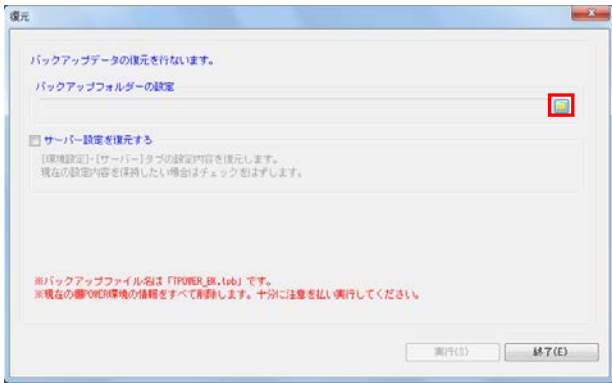 復元
バックアップデータの復元を行ないます。
バックアップフォルダーの設定
サーバー設定を復元する
[環境設定]-[サーバー]タブの設定内容を復元します。
現在の設定内容を保持したい場合はチェックをはずします。
※バックアップファイル名は「TPOWER_BK.tpb」です。
※現在の棚POWER環境の情報をすべて削除します。十分に注意を払い実行してください。
実行(S)
終了(E)